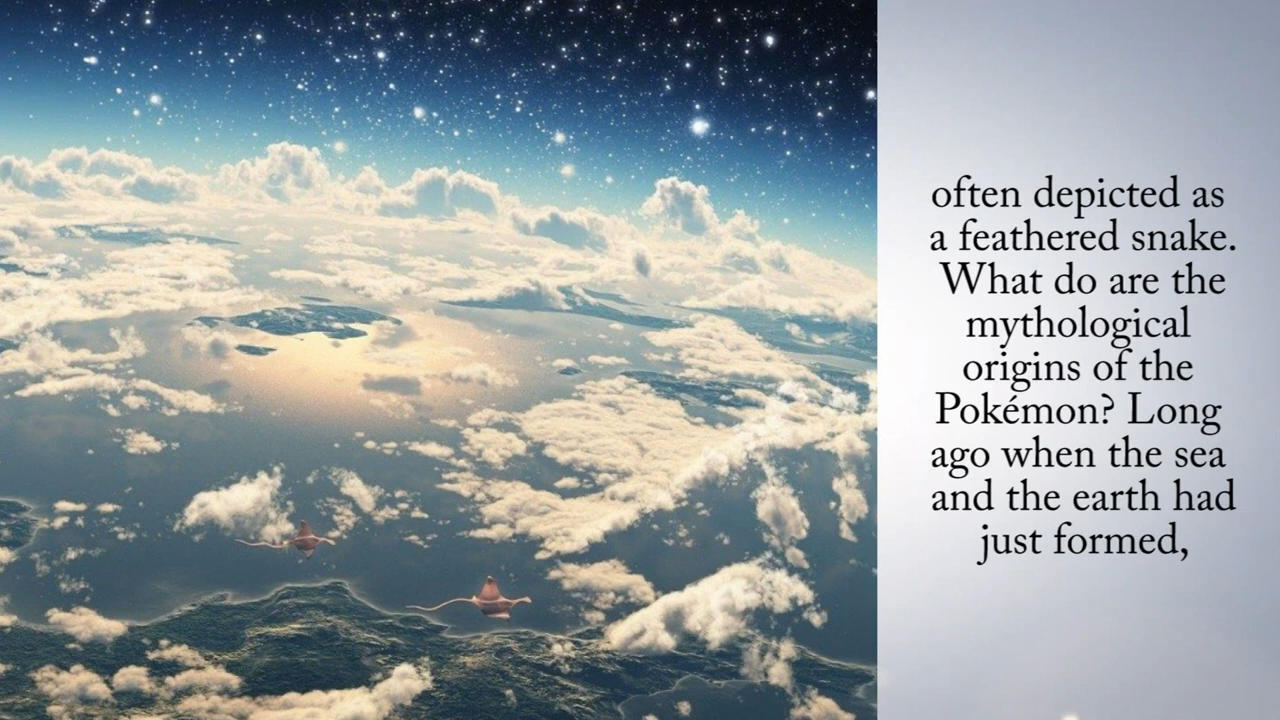 often depicted as
a feathered snake.
What do are the
mythological
origins of the
Pokémon? Long
ago when the sea
and the earth had
just formed,